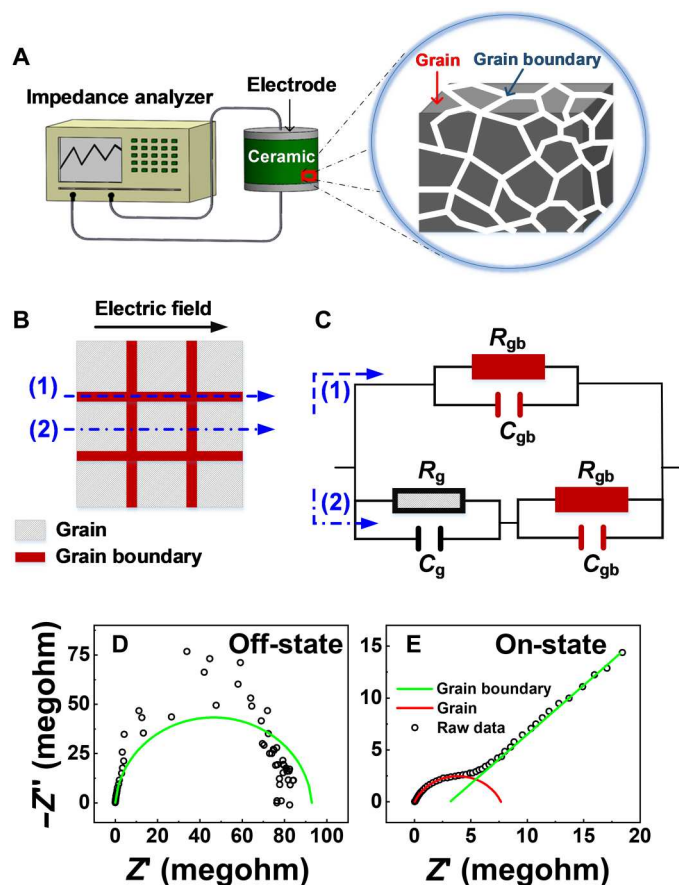 A
Impedance analyzer
Electrode
Ceramic
Grain
Grain boundary
B
Electric field
(1)
(2)
Grain
Grain boundary
C
(1)
Rgb
Cgb
(2)
Rg
Cg
Rgb
Cgb
D
Off-state
75
50
25
0
0 20 40 60 80 100
−Z'' (megohm)
Z' (megohm)
E
On-state
15
10
5
0
0 5 10 15 20
Grain boundary
Grain
Raw data
Z' (megohm)